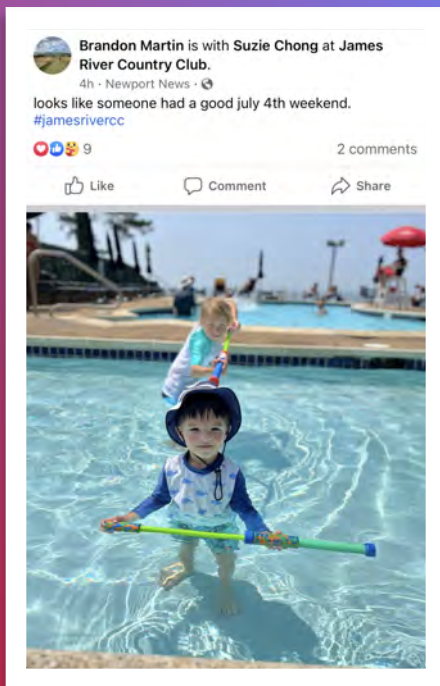 Brandon Martin is with Suzie Chong at James
River Country Club.
4h · Newport News ·
looks like someone had a good july 4th weekend.
#jamesrivercc
9 2 comments
Like Comment Share